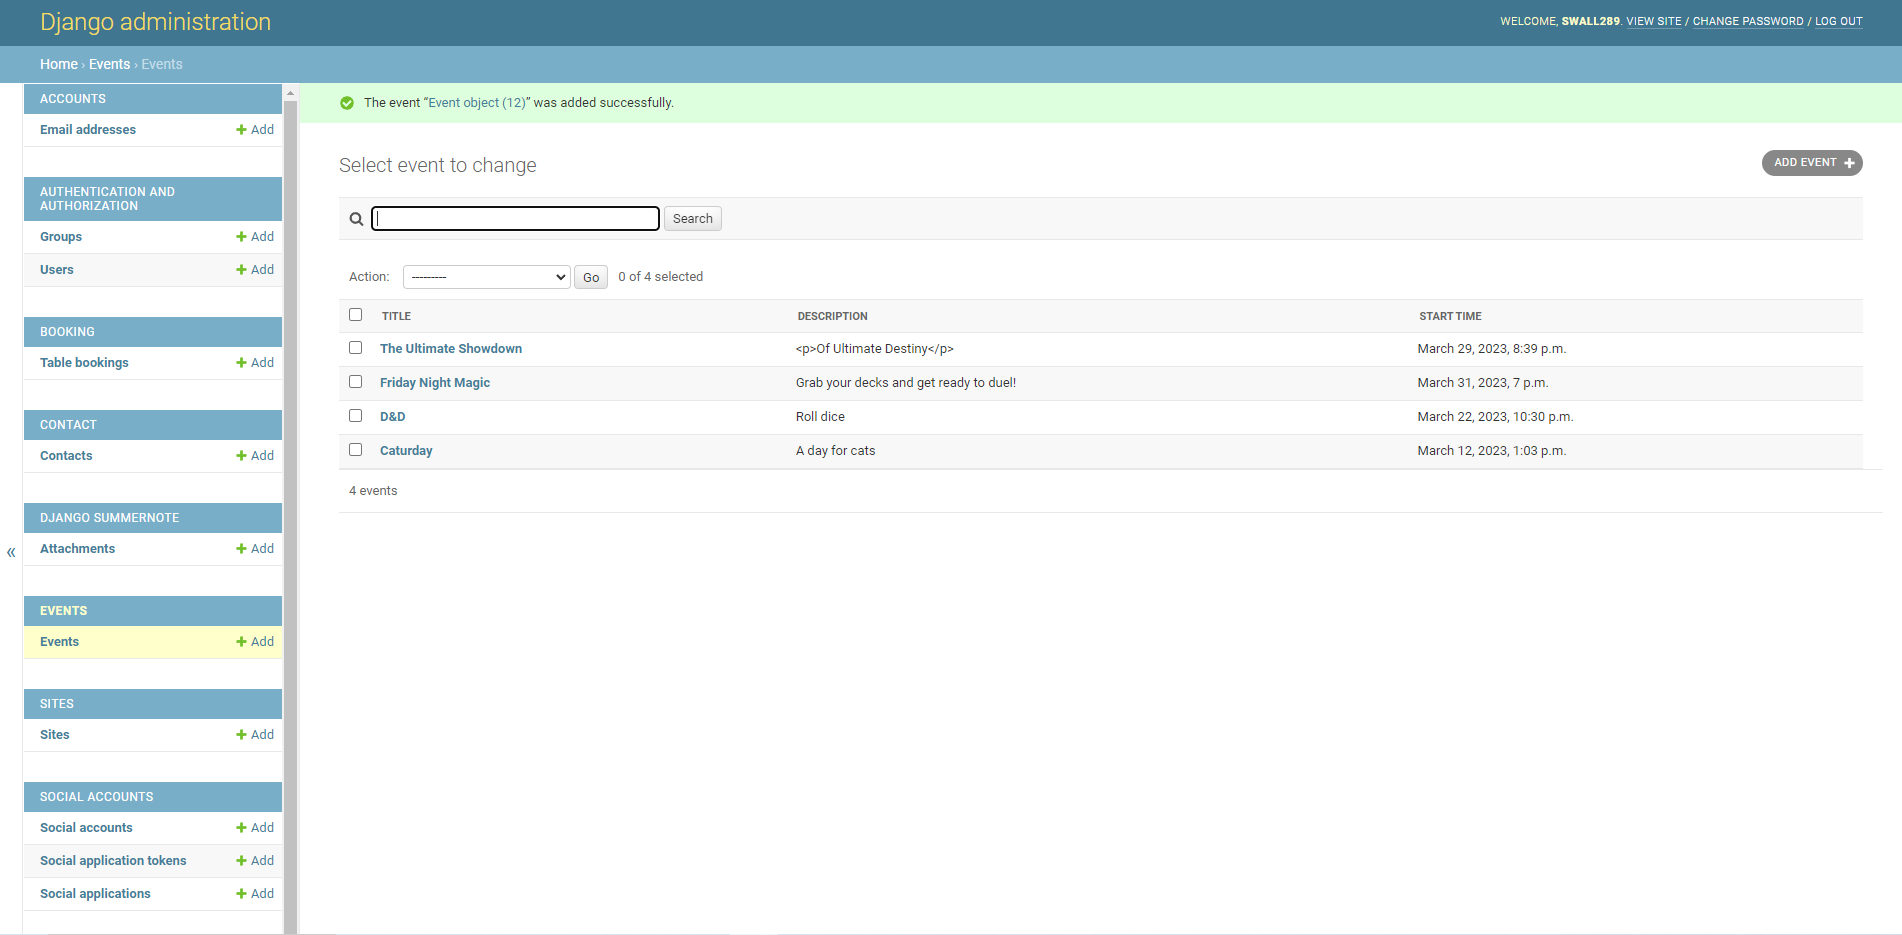 Django administration
WELCOME, SWALL289. VIEW SITE / CHANGE PASSWORD / LOG OUT
Home › Events › Events
ACCOUNTS
Email addresses Add
AUTHENTICATION AND
AUTHORIZATION
Groups Add
Users Add
BOOKING
Table bookings Add
CONTACT
Contacts Add
DJANGO SUMMERNOTE
Attachments Add
«
EVENTS
Events Add
SITES
Sites Add
SOCIAL ACCOUNTS
Social accounts Add
Social application tokens Add
Social applications Add
The event “Event object (12)” was added successfully.
Select event to change
ADD EVENT
Search
Action: --------- Go 0 of 4 selected
TITLE DESCRIPTION START TIME
The Ultimate Showdown <p>Of Ultimate Destiny</p> March 29, 2023, 8:39 p.m.
Friday Night Magic Grab your decks and get ready to duel! March 31, 2023, 7 p.m.
D&D Roll dice March 22, 2023, 10:30 p.m.
Caturday A day for cats March 12, 2023, 1:03 p.m.
4 events